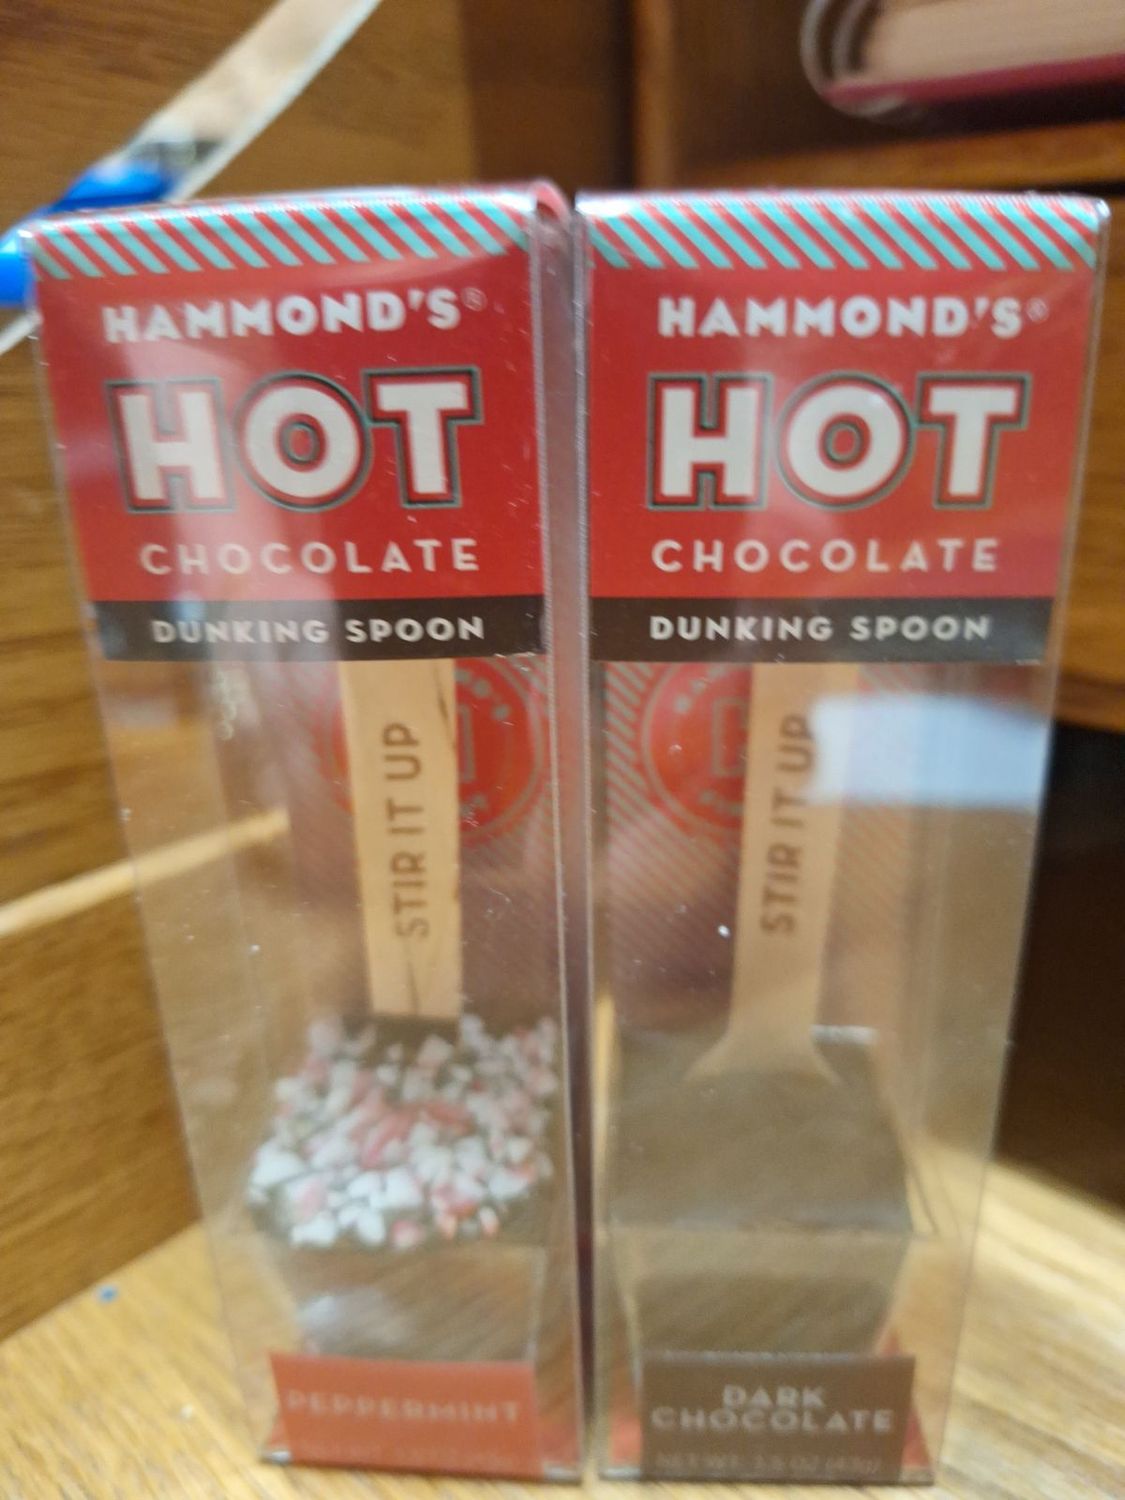 HAMMOND'S®
HOT
CHOCOLATE
DUNKING SPOON
STIR IT UP
PEPPERMINT
HAMMOND'S®
HOT
CHOCOLATE
DUNKING SPOON
STIR IT UP
DARK
CHOCOLATE